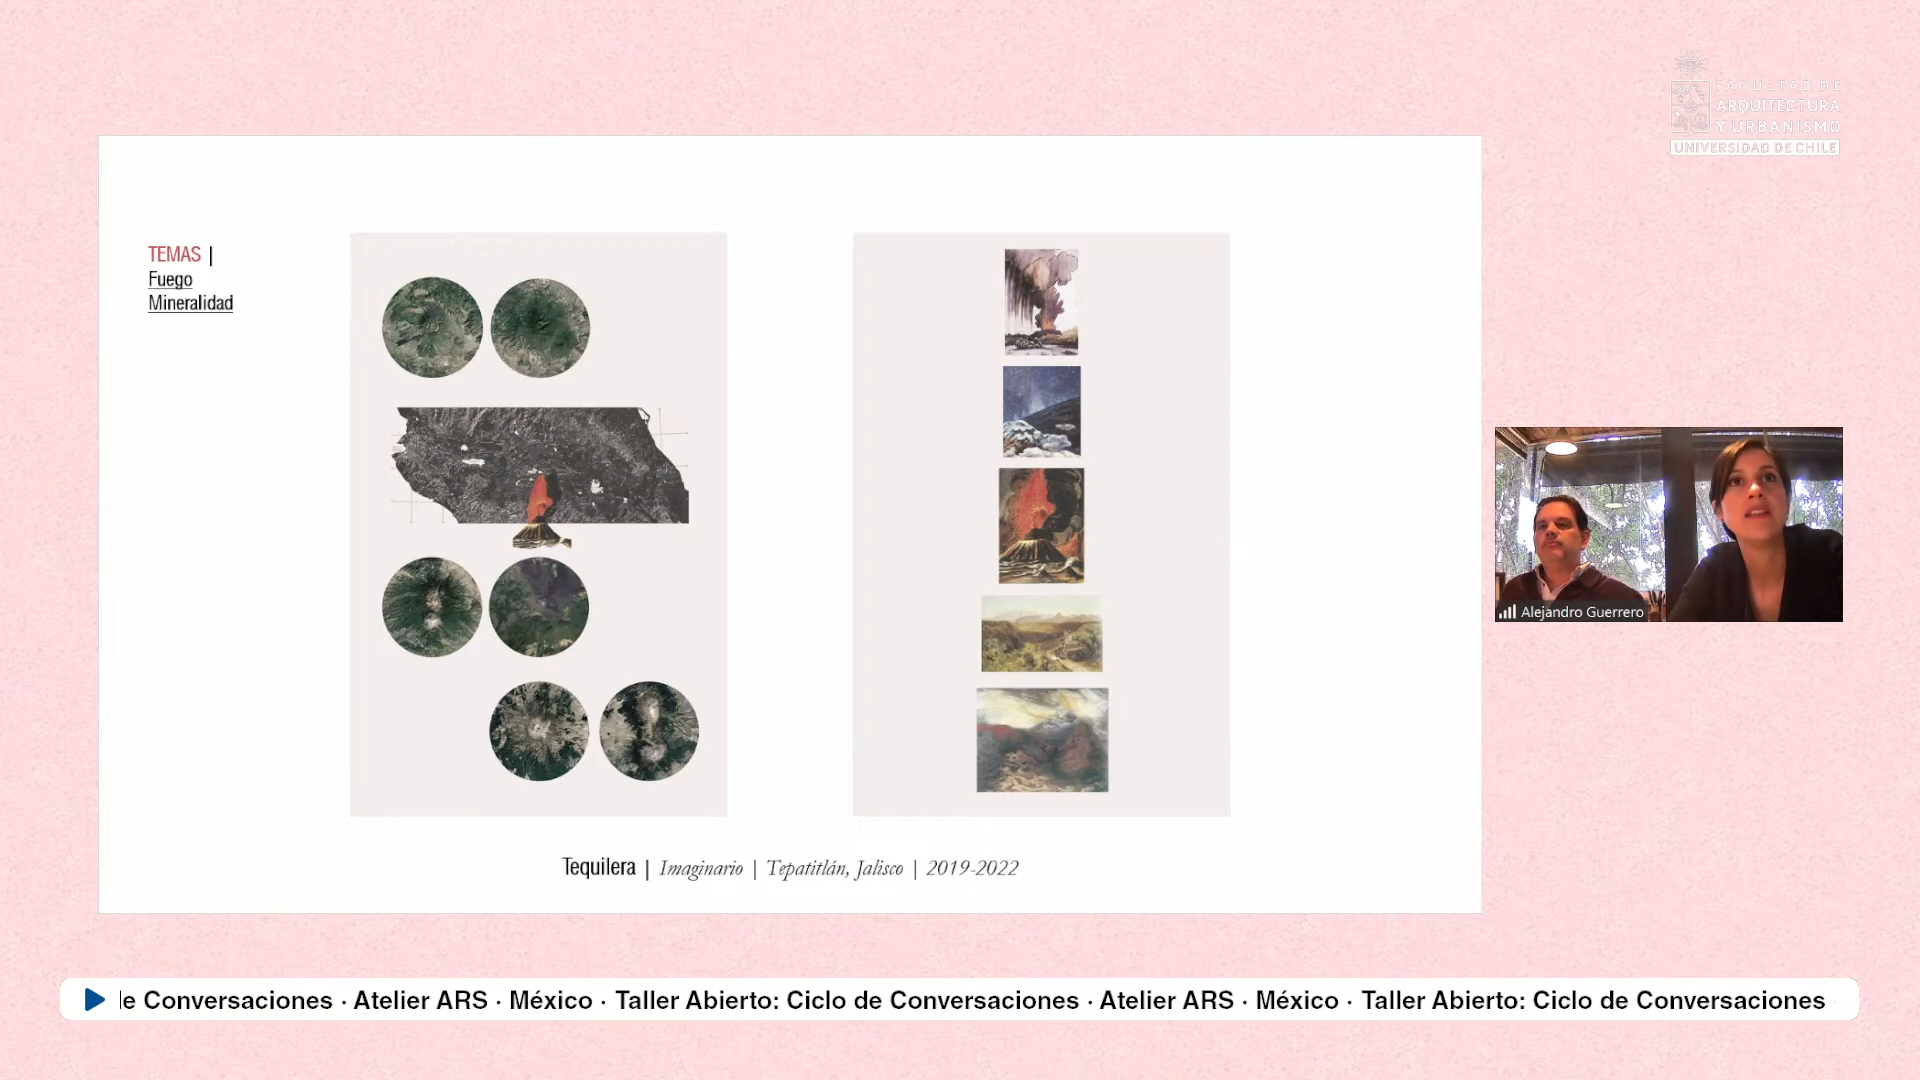 FACULTAD DE
ARQUITECTURA
Y URBANISMO
UNIVERSIDAD DE CHILE
TEMAS |
Fuego
Mineralidad
Alejandro Guerrero
Tequilera | Imaginario | Tepatitlán, Jalisco | 2019-2022
le Conversaciones · Atelier ARS · México · Taller Abierto: Ciclo de Conversaciones · Atelier ARS · México · Taller Abierto: Ciclo de Conversaciones